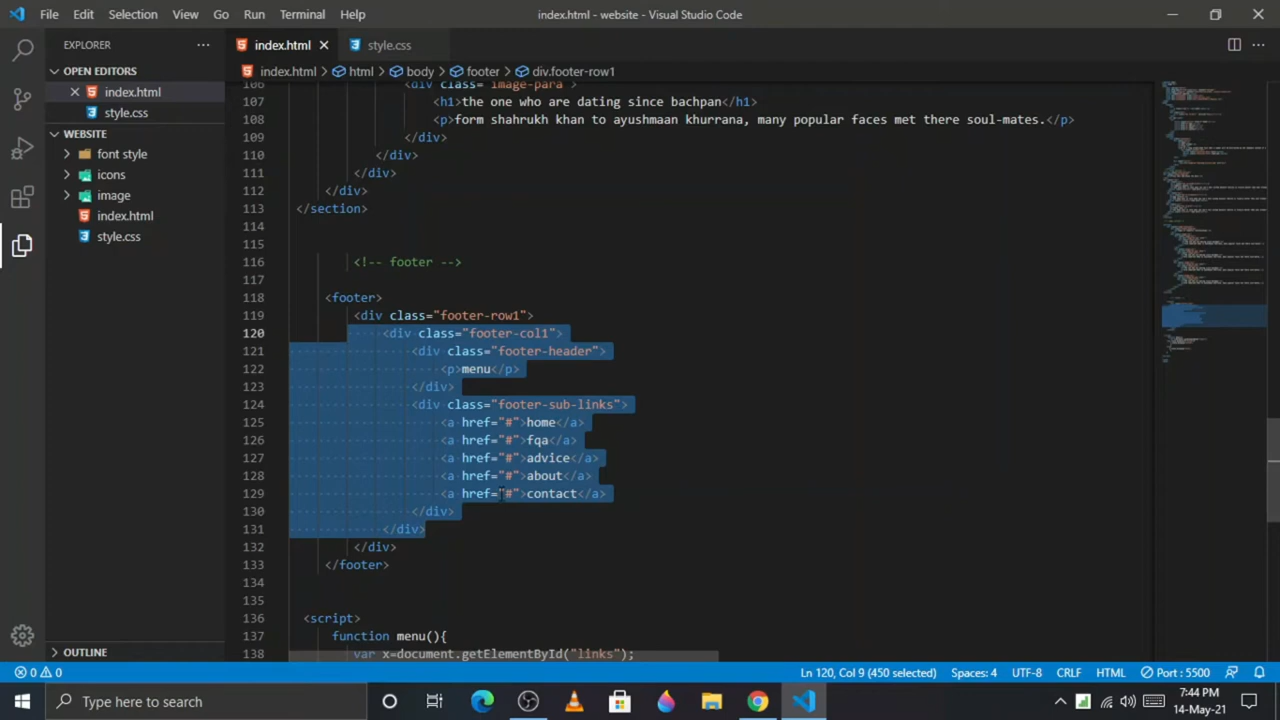 File Edit Selection View Go Run Terminal Help
index.html - website - Visual Studio Code
EXPLORER
OPEN EDITORS
index.html
style.css
WEBSITE
font style
icons
image
index.html
style.css
OUTLINE
index.html style.css
index.html html body footer div.footer-row1
106 <div class="image-para">
107 <h1>the one who are dating since bachpan</h1>
108 <p>form shahrukh khan to ayushmaan khurrana, many popular faces met there soul-mates.</p>
109 </div>
110 </div>
111 </div>
112 </div>
113 </section>
114
115
116 <!-- footer -->
117
118 <footer>
119 <div class="footer-row1">
120 <div class="footer-col1">
121 <div class="footer-header">
122 <p>menu</p>
123 </div>
124 <div class="footer-sub-links">
125 <a href="#">home</a>
126 <a href="#">fqa</a>
127 <a href="#">advice</a>
128 <a href="#">about</a>
129 <a href="#">contact</a>
130 </div>
131 </div>
132 </div>
133 </footer>
134
135
136 <script>
137 function menu(){
138 var x=document.getElementById("links");
0 0 Ln 120, Col 9 (450 selected) Spaces: 4 UTF-8 CRLF HTML Port : 5500
Type here to search
7:44 PM
14-May-21